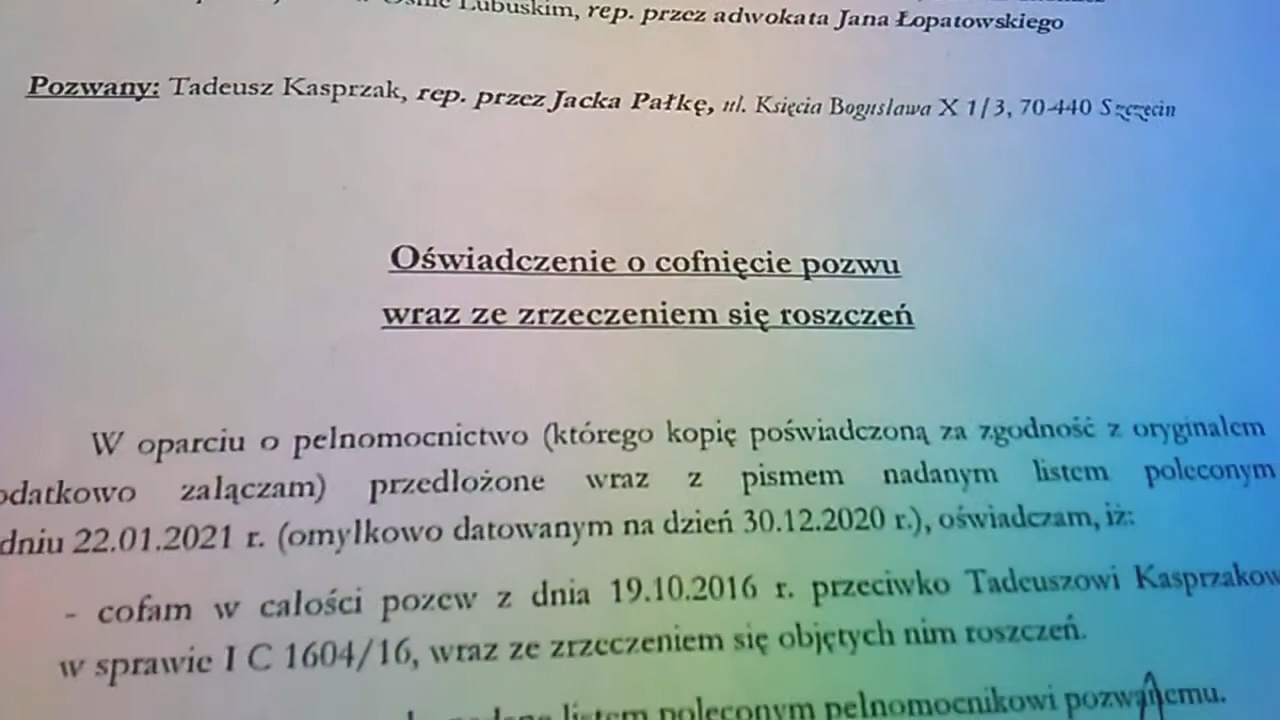 Lubuskim, rep. przez adwokata Jana Łopatowskiego
Pozwany: Tadeusz Kasprzak, rep. przez Jacka Pałkę, ul. Księcia Bogusława X 1/3, 70-440 Szczecin
Oświadczenie o cofnięcie pozwu
wraz ze zrzeczeniem się roszczeń
W oparciu o pełnomocnictwo (którego kopię poświadczoną za zgodność z oryginałem
odatkowo załączam) przedłożone wraz z pismem nadanym listem poleconym
dniu 22.01.2021 r. (omyłkowo datowanym na dzień 30.12.2020 r.), oświadczam, iż:
- cofam w całości pozew z dnia 19.10.2016 r. przeciwko Tadeuszowi Kasprzakow
w sprawie I C 1604/16, wraz ze zrzeczeniem się objętych nim roszczeń.
listem poleconym pełnomocnikowi pozwanemu.